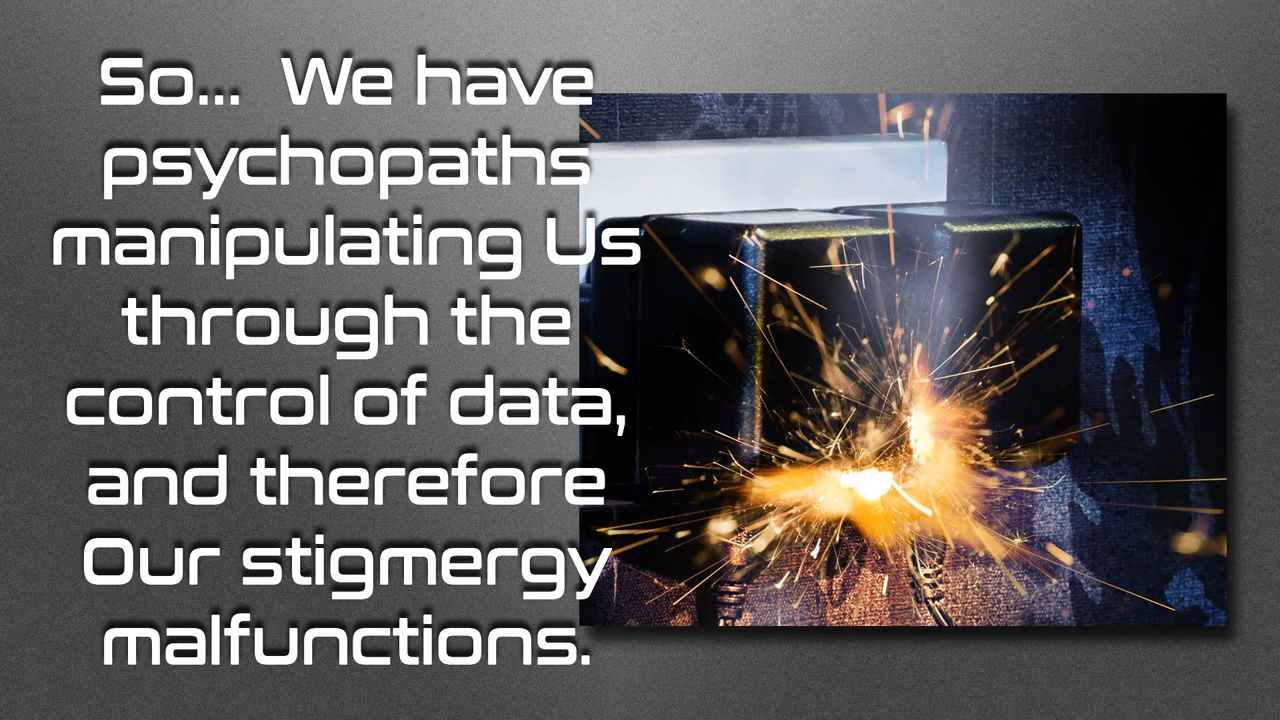 So...  We have
psychopaths
manipulating Us
through the
control of data,
and therefore
Our stigmergy
malfunctions.